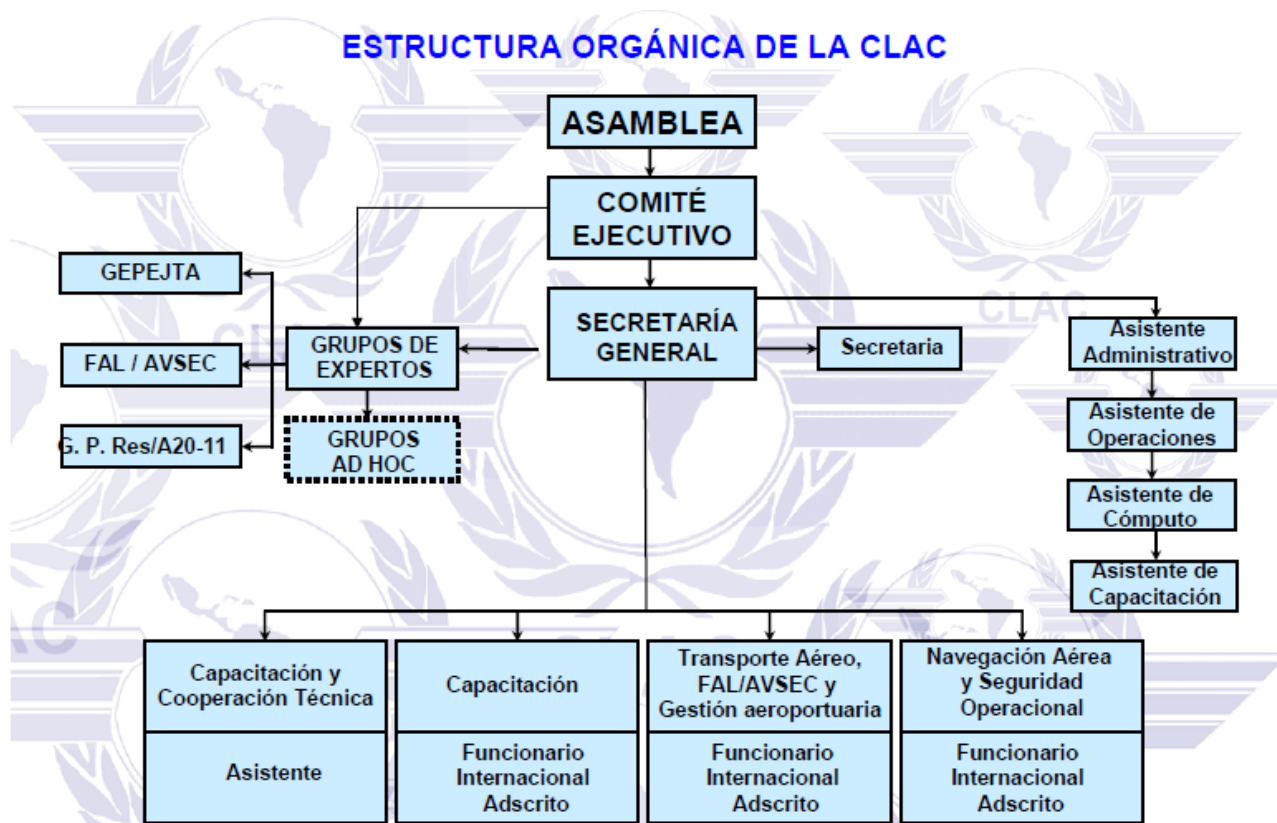 ESTRUCTURA ORGÁNICA DE LA CLAC
ASAMBLEA
COMITÉ
EJECUTIVO
SECRETARÍA
GENERAL
Secretaria
GRUPOS DE
EXPERTOS
GRUPOS
AD HOC
GEPEJTA
FAL / AVSEC
G. P. Res/A20-11
CLAC
Asistente
Administrativo
Asistente de
Operaciones
Asistente de
Cómputo
Asistente de
Capacitación
Capacitación y
Cooperación Técnica
Asistente
Capacitación
Funcionario
Internacional
Adscrito
Transporte Aéreo,
FAL/AVSEC y
Gestión aeroportuaria
Funcionario
Internacional
Adscrito
Navegación Aérea
y Seguridad
Operacional
Funcionario
Internacional
Adscrito